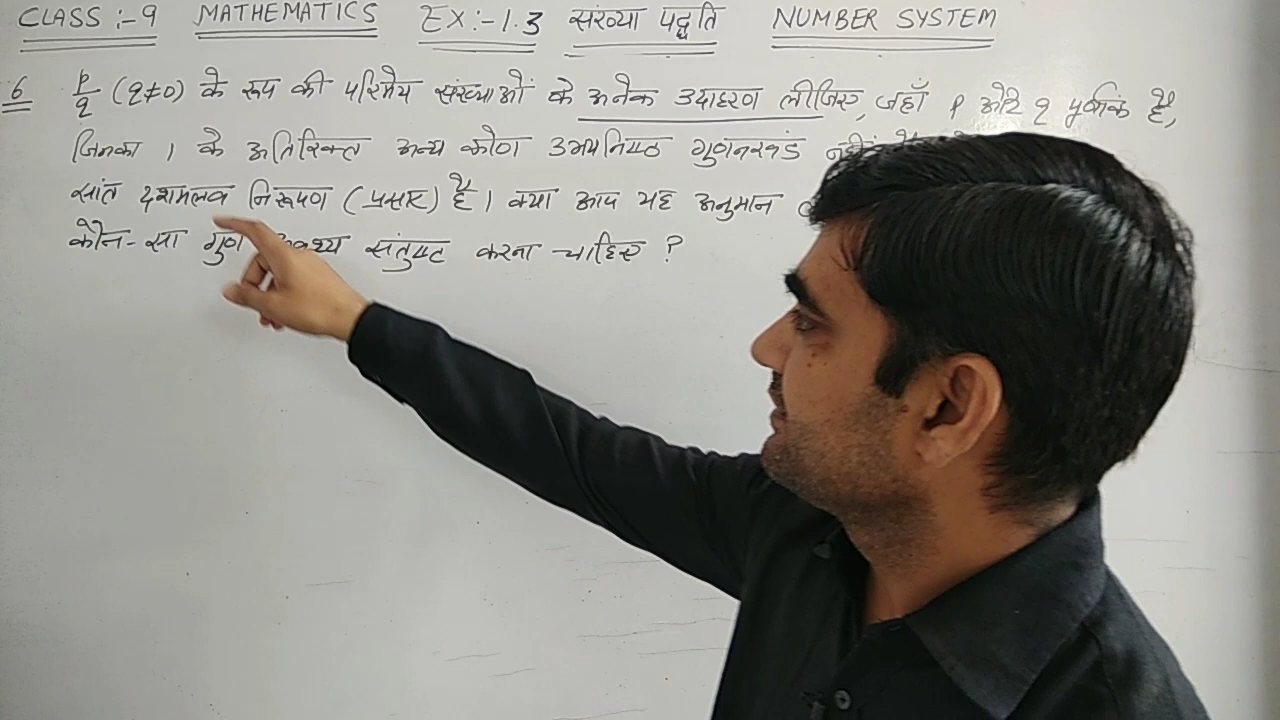 CLASS :- 9 MATHEMATICS EX:- 1.3 संख्या पद्धति NUMBER SYSTEM
6 p/q (q≠0) के रूप की परिमेय संख्याओं के अनेक उदाहरण लीजिए, जहाँ p और q पूर्णांक हैं,
जिनका 1 के अतिरिक्त अन्य कोई उभयनिष्ठ गुणनखंड
सांत दशमलव निरूपण (प्रसार) है। क्या आप यह अनुमान
कौन-सा गुण अवश्य संतुष्ट करना चाहिए ?